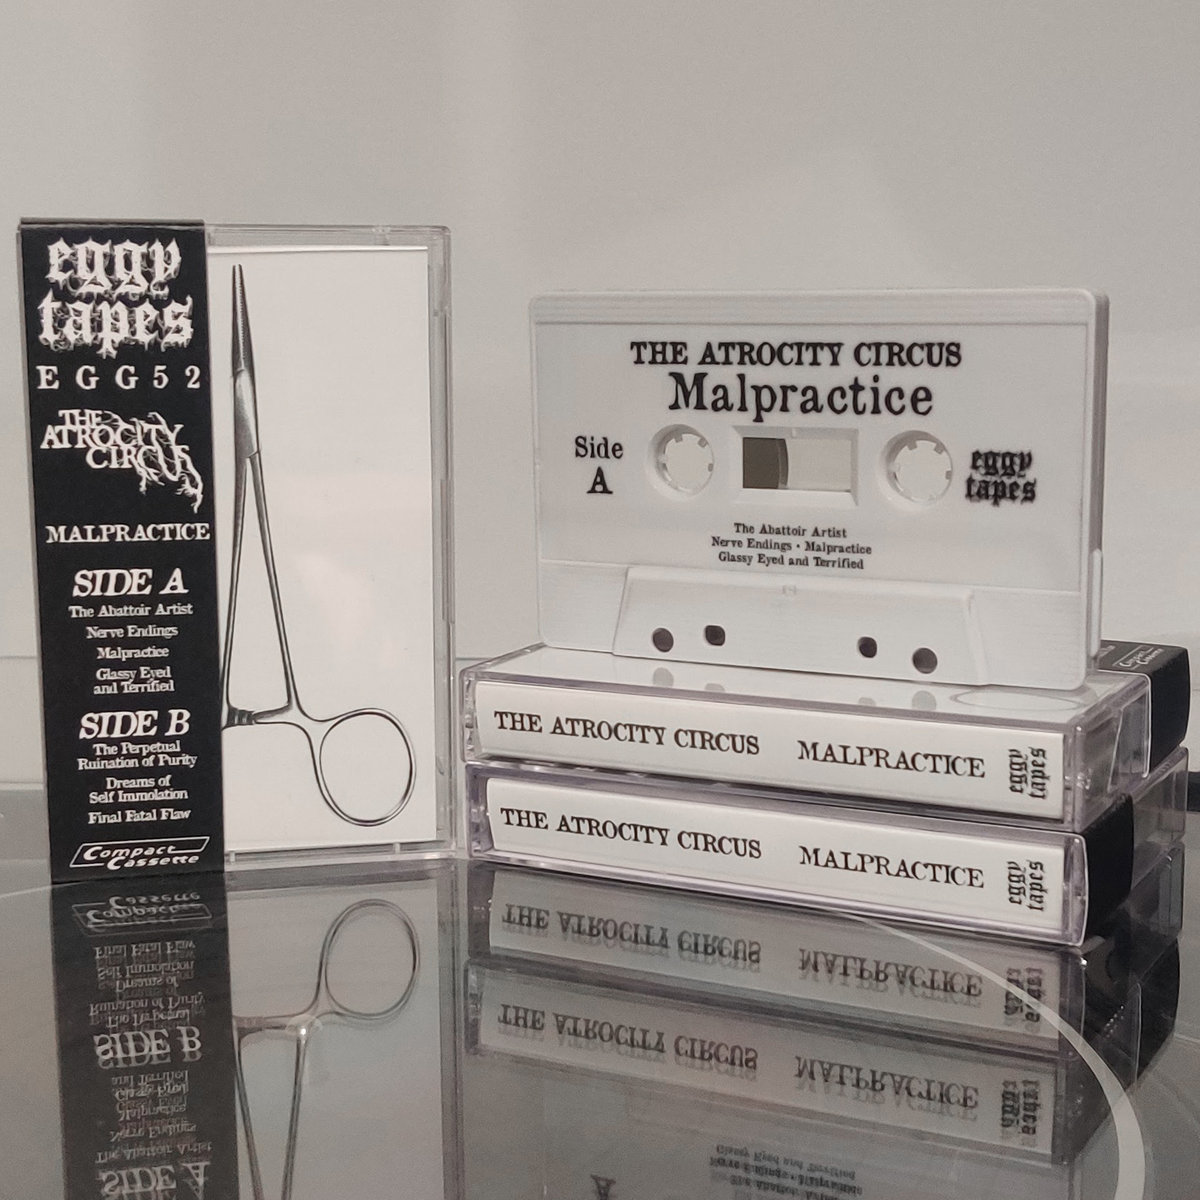 eggy
tapes
EGG52
THE
ATROCITY
CIRCUS
MALPRACTICE
SIDE A
The Abattoir Artist
Nerve Endings
Malpractice
Glassy Eyed
and Terrified
SIDE B
The Perpetual
Ruination of Purity
Dreams of
Self Immolation
Final Fatal Flaw
Compact
Cassette
THE ATROCITY CIRCUS
Malpractice
Side
A
eggy
tapes
The Abattoir Artist
Nerve Endings • Malpractice
Glassy Eyed and Terrified
Compact
Cassette
THE ATROCITY CIRCUS MALPRACTICE
eggy
tapes
THE ATROCITY CIRCUS MALPRACTICE
eggy
tapes